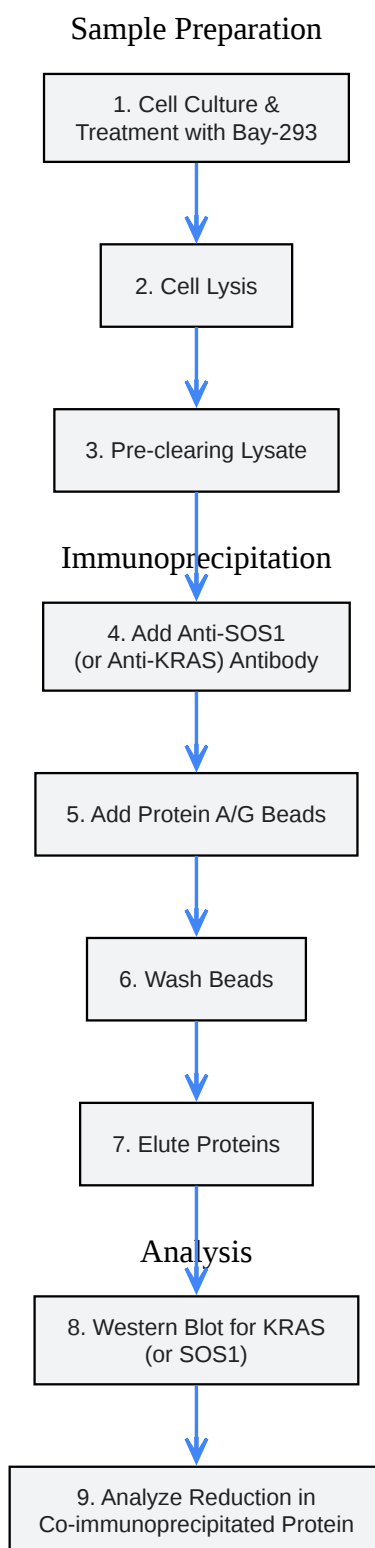 Sample Preparation
1. Cell Culture &
Treatment with Bay-293
2. Cell Lysis
3. Pre-clearing Lysate
Immunoprecipitation
4. Add Anti-SOS1
(or Anti-KRAS) Antibody
5. Add Protein A/G Beads
6. Wash Beads
7. Elute Proteins
Analysis
8. Western Blot for KRAS
(or SOS1)
9. Analyze Reduction in
Co-immunoprecipitated Protein